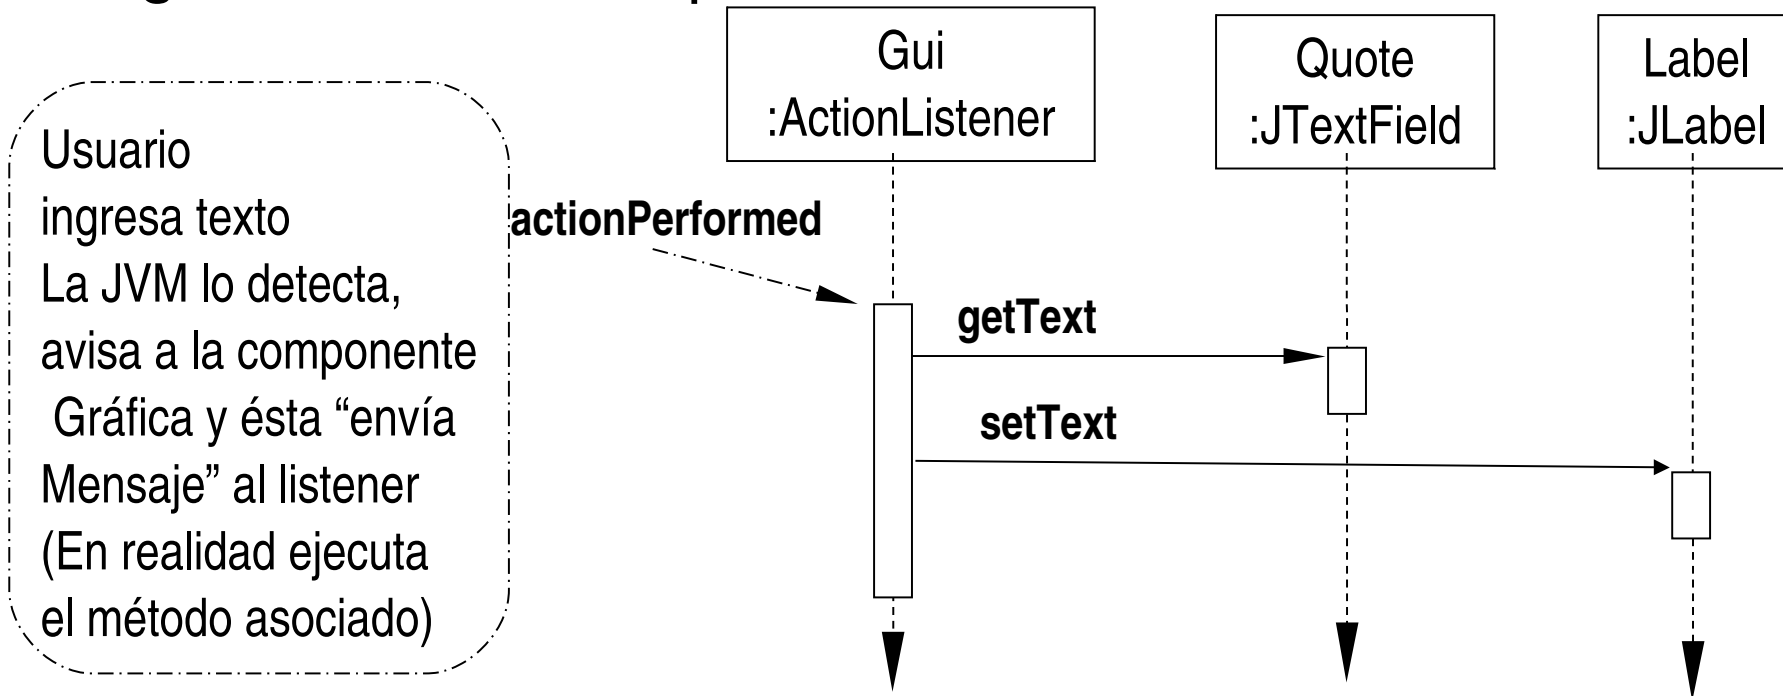 Gui
:ActionListener
Quote
:JTextField
Label
:JLabel
Usuario
ingresa texto
La JVM lo detecta,
avisa a la componente
Gráfica y ésta “envía
Mensaje” al listener
(En realidad ejecuta
el método asociado)
actionPerformed
getText
setText